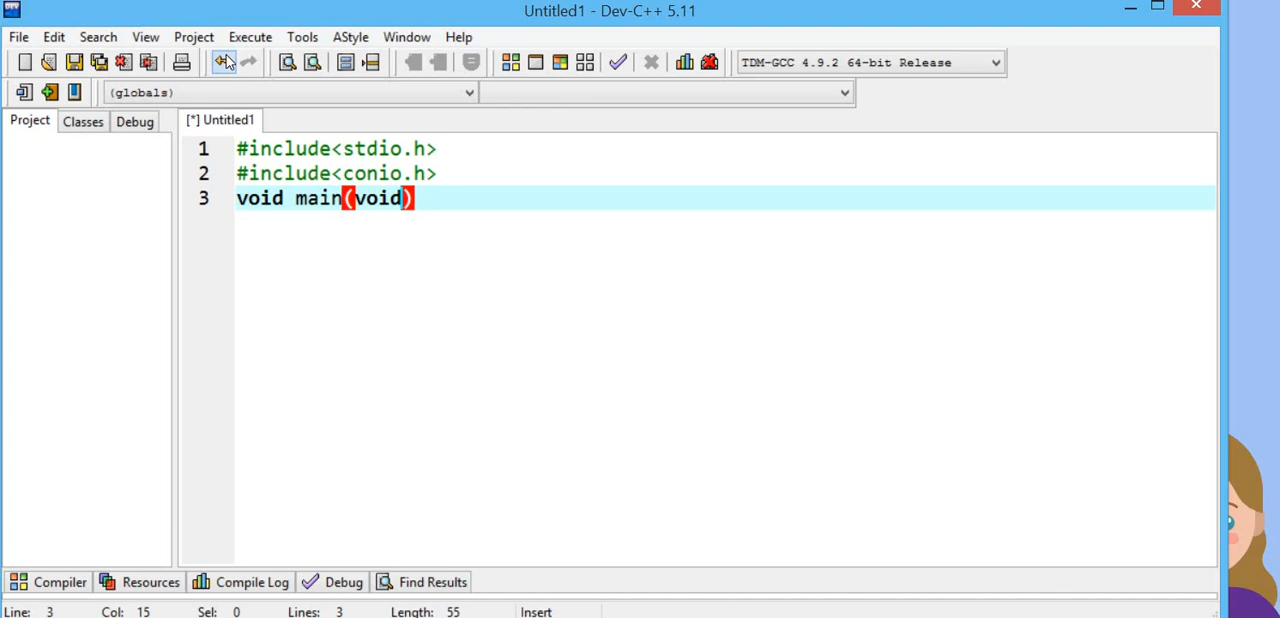 Untitled1 - Dev-C++ 5.11
File Edit Search View Project Execute Tools AStyle Window Help
TDM-GCC 4.9.2 64-bit Release
(globals)
Project Classes Debug [*] Untitled1
1 #include<stdio.h>
2 #include<conio.h>
3 void main(void)
Compiler Resources Compile Log Debug Find Results
Line: 3 Col: 15 Sel: 0 Lines: 3 Length: 55 Insert